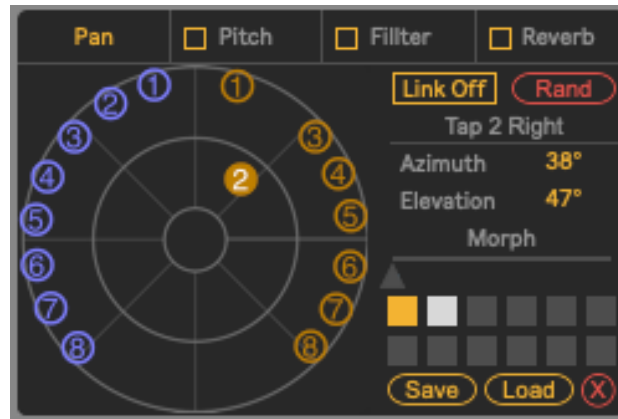 Pan Pitch Fillter Reverb
Link Off Rand
Tap 2 Right
Azimuth 38°
Elevation 47°
Morph
Save Load X
1 1
2
3 3
4 2 4
5 5
6 6
7 7
8 8